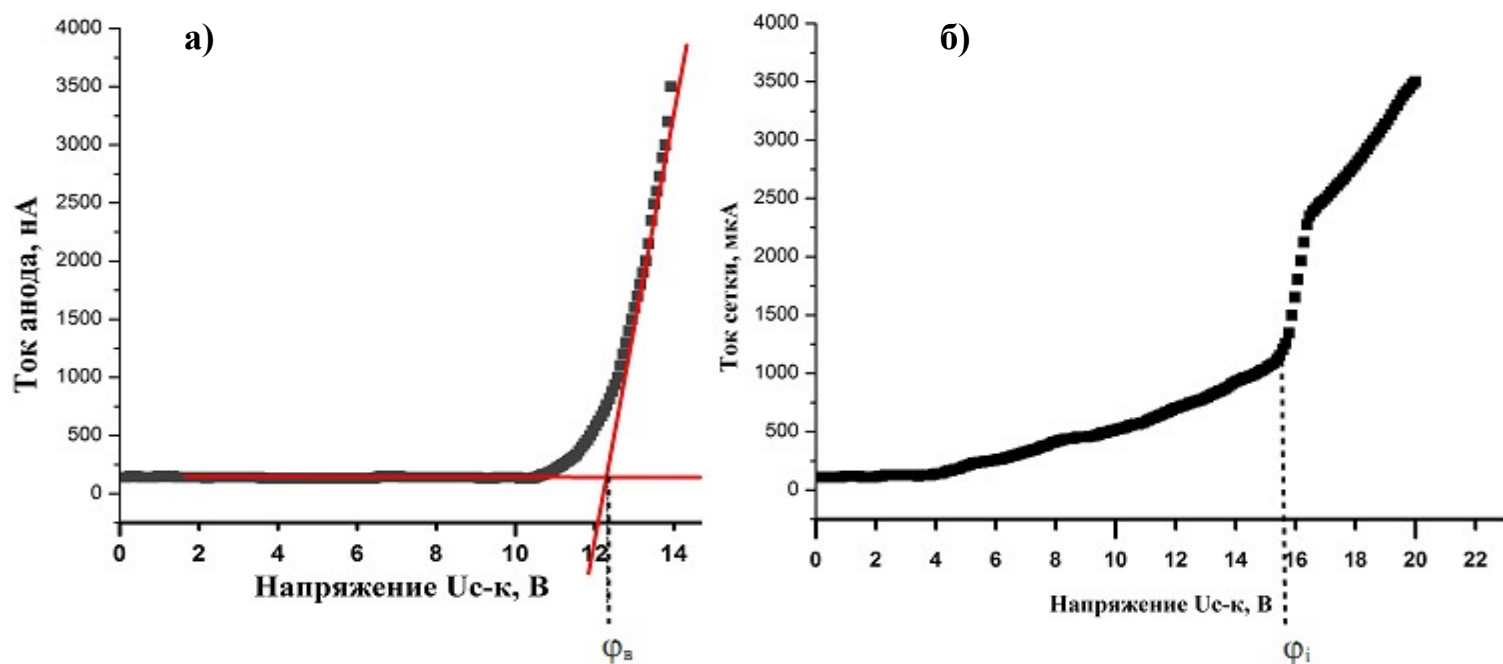 а)
4000
3500
3000
2500
2000
1500
1000
500
0
Ток анода, нА
0 2 4 6 8 10 12 14
Напряжение Uс-к, В
φв
б)
4000
3500
3000
2500
2000
1500
1000
500
0
Ток сетки, мкА
0 2 4 6 8 10 12 14 16 18 20 22
Напряжение Uс-к, В
φi